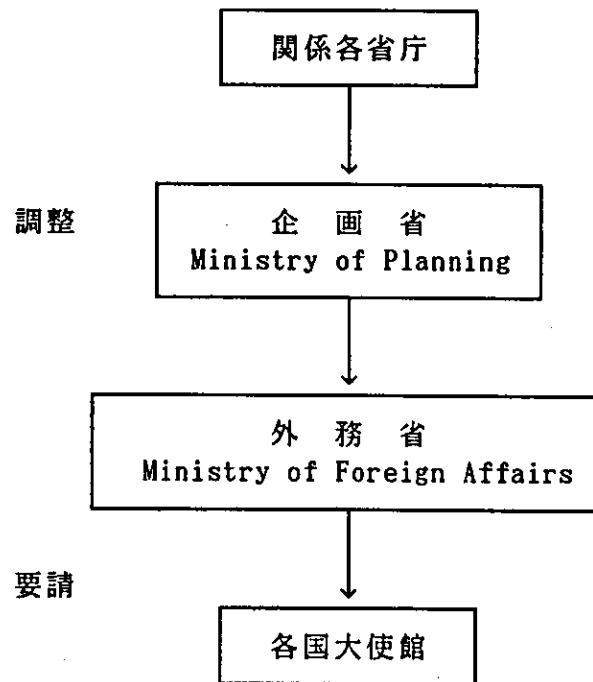 関係各省庁
調整
企画省
Ministry of Planning
外務省
Ministry of Foreign Affairs
要請
各国大使館